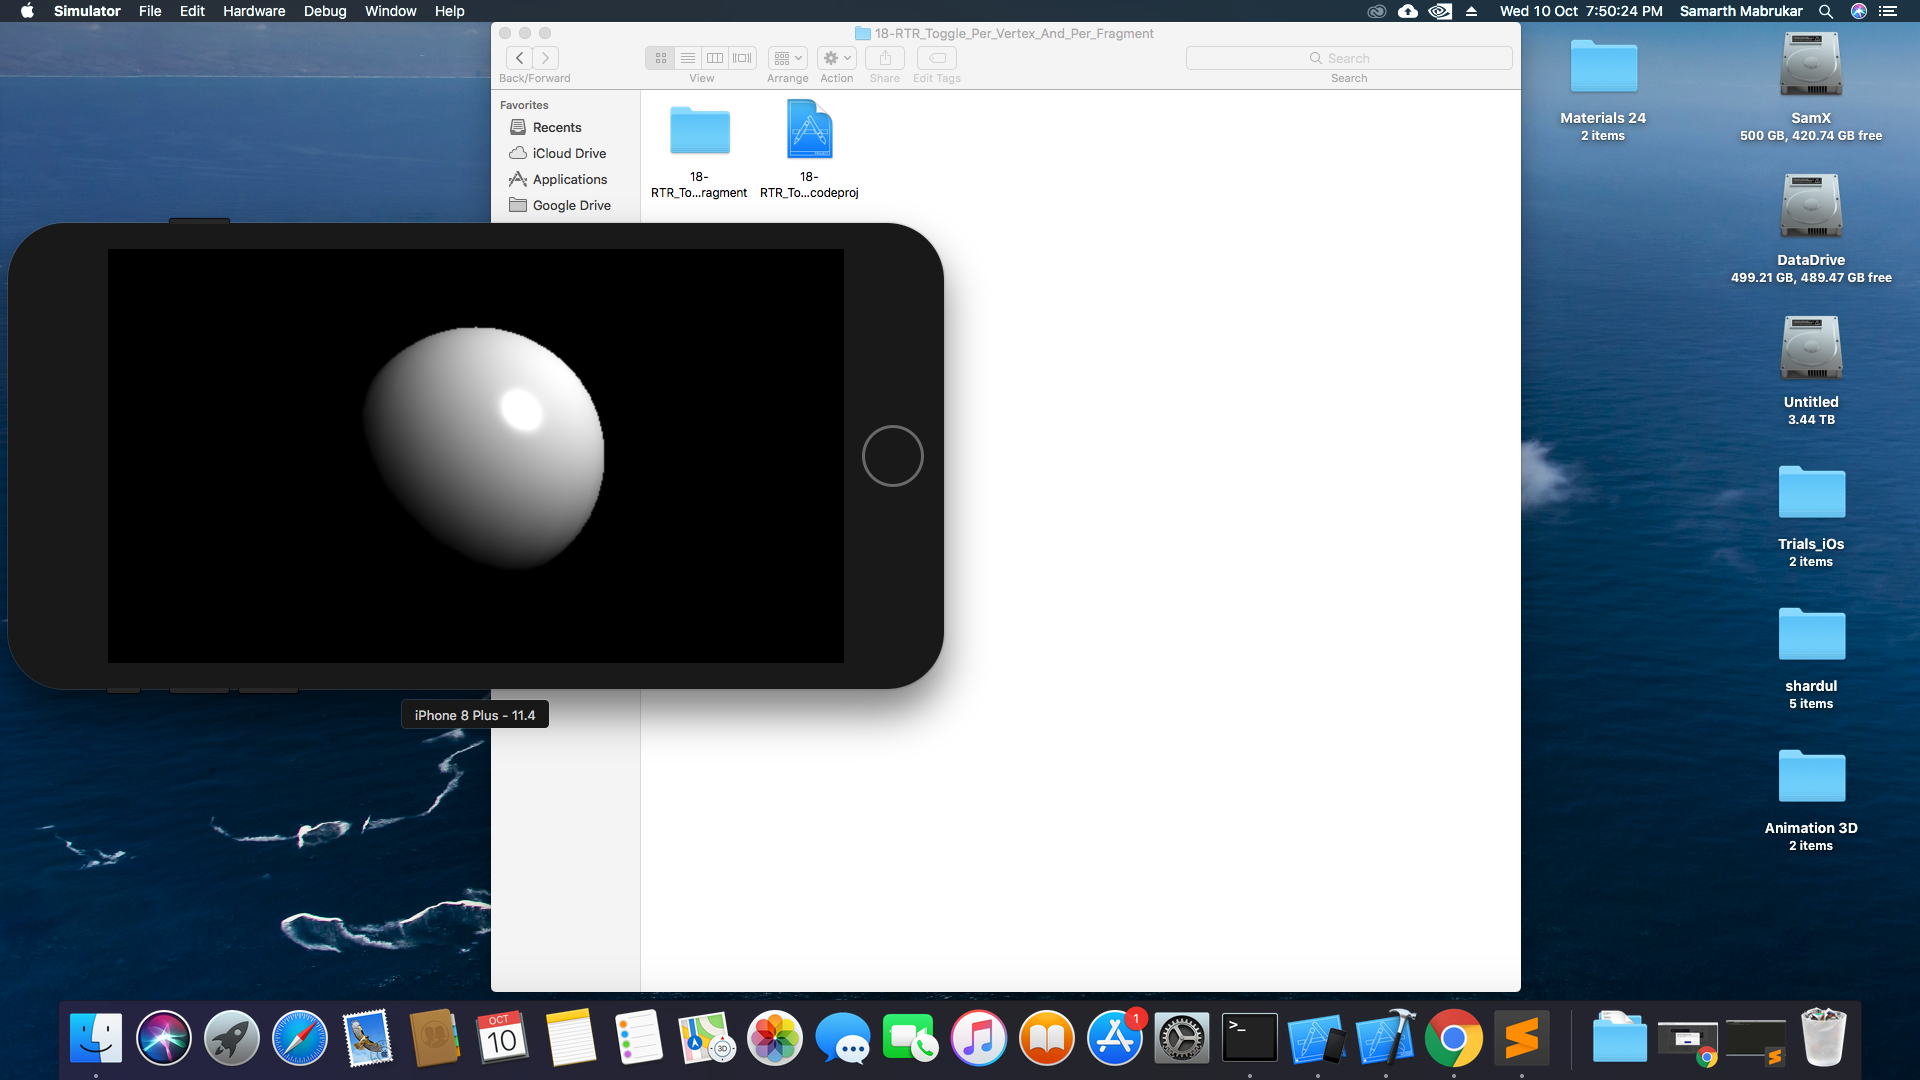 Simulator File Edit Hardware Debug Window Help
Wed 10 Oct 7:50:24 PM Samarth Mabrukar
18-RTR_Toggle_Per_Vertex_And_Per_Fragment
Search
Back/Forward View Arrange Action Share Edit Tags Search
Favorites
Recents
iCloud Drive
Applications
Google Drive
18-
RTR_To...ragment
18-
RTR_To...codeproj
PROJECT
iPhone 8 Plus - 11.4
Materials 24
2 items
SamX
500 GB, 420.74 GB free
DataDrive
499.21 GB, 489.47 GB free
Untitled
3.44 TB
Trials_iOs
2 items
shardul
5 items
Animation 3D
2 items
OCT
10
3D
1
>_